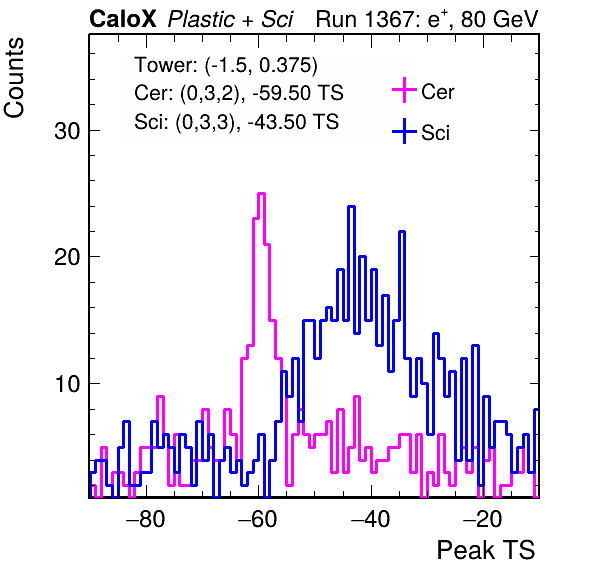 CaloX Plastic + Sci Run 1367: e+, 80 GeV
Counts
Tower: (-1.5, 0.375)
Cer: (0,3,2), -59.50 TS
Sci: (0,3,3), -43.50 TS
Cer
Sci
30
20
10
−80 −60 −40 −20
Peak TS